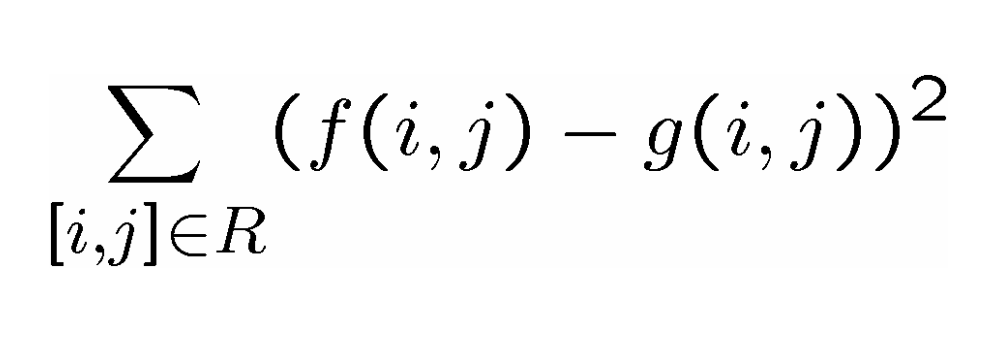 ∑ (f(i, j) − g(i, j))²
[i,j]∈R